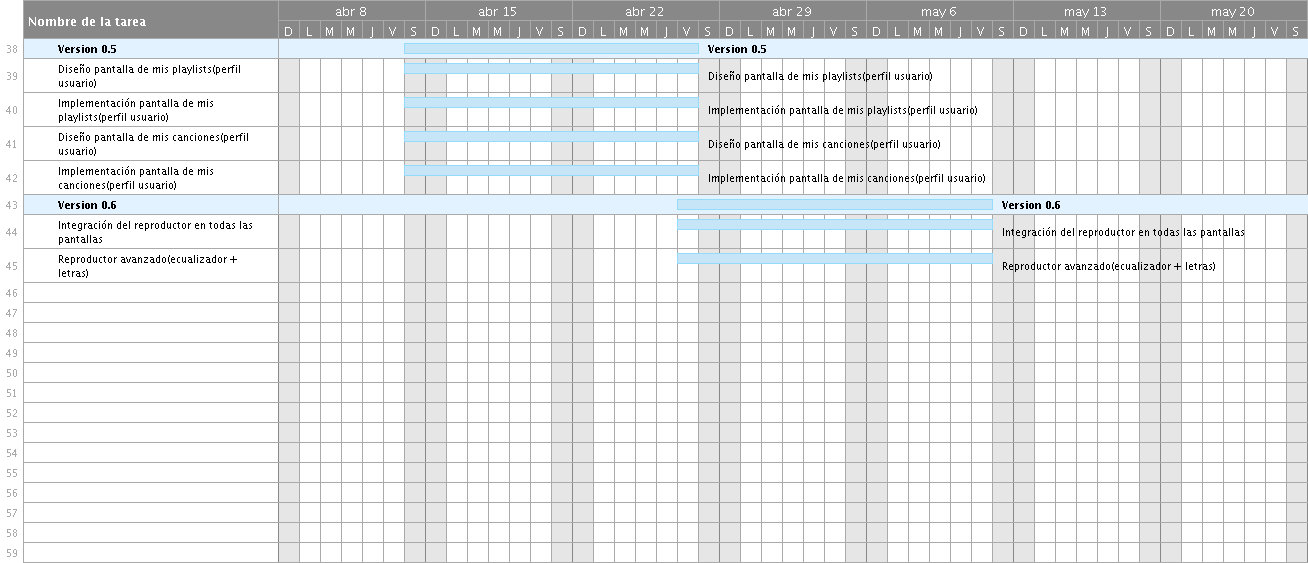 Nombre de la tarea
abr 8 abr 15 abr 22 abr 29 may 6 may 13 may 20
D L M M J V S D L M M J V S D L M M J V S D L M M J V S D L M M J V S D L M M J V S D L M M J V S
38 Version 0.5 Version 0.5
39 Diseño pantalla de mis playlists(perfil
usuario) Diseño pantalla de mis playlists(perfil usuario)
40 Implementación pantalla de mis
playlists(perfil usuario) Implementación pantalla de mis playlists(perfil usuario)
41 Diseño pantalla de mis canciones(perfil
usuario) Diseño pantalla de mis canciones(perfil usuario)
42 Implementación pantalla de mis
canciones(perfil usuario) Implementación pantalla de mis canciones(perfil usuario)
43 Version 0.6 Version 0.6
44 Integración del reproductor en todas las
pantallas Integración del reproductor en todas las pantallas
45 Reproductor avanzado(ecualizador +
letras) Reproductor avanzado(ecualizador + letras)
46
47
48
49
50
51
52
53
54
55
56
57
58
59